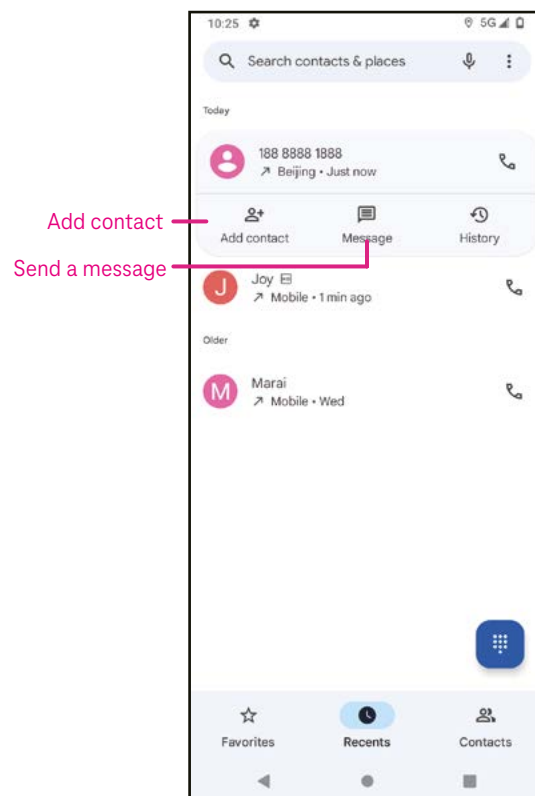 10:25 5G
Search contacts & places
Today
188 8888 1888
Beijing • Just now
Add contact
Add contact Message History
Send a message
J Joy
Mobile • 1 min ago
Older
M Marai
Mobile • Wed
Favorites Recents Contacts